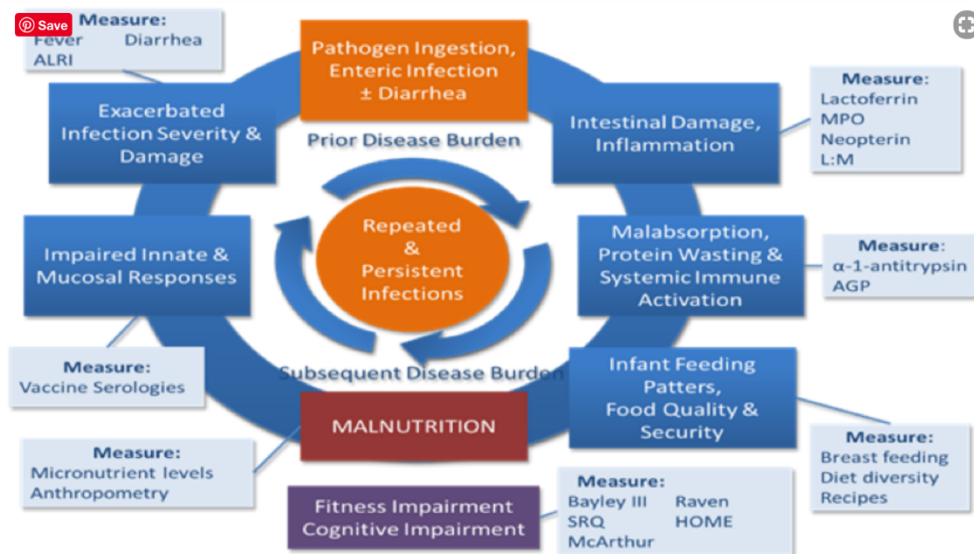 Save
Measure:
Fever Diarrhea
ALRI
Pathogen Ingestion,
Enteric Infection
± Diarrhea
Exacerbated
Infection Severity &
Damage
Intestinal Damage,
Inflammation
Measure:
Lactoferrin
MPO
Neopterin
L:M
Prior Disease Burden
Repeated
&
Persistent
Infections
Impaired Innate &
Mucosal Responses
Malabsorption,
Protein Wasting &
Systemic Immune
Activation
Measure:
α-1-antitrypsin
AGP
Measure:
Vaccine Serologies
Subsequent Disease Burden
Infant Feeding
Patters,
Food Quality &
Security
MALNUTRITION
Measure:
Micronutrient levels
Anthropometry
Measure:
Breast feeding
Diet diversity
Recipes
Fitness Impairment
Cognitive Impairment
Measure:
Bayley III Raven
SRQ HOME
McArthur